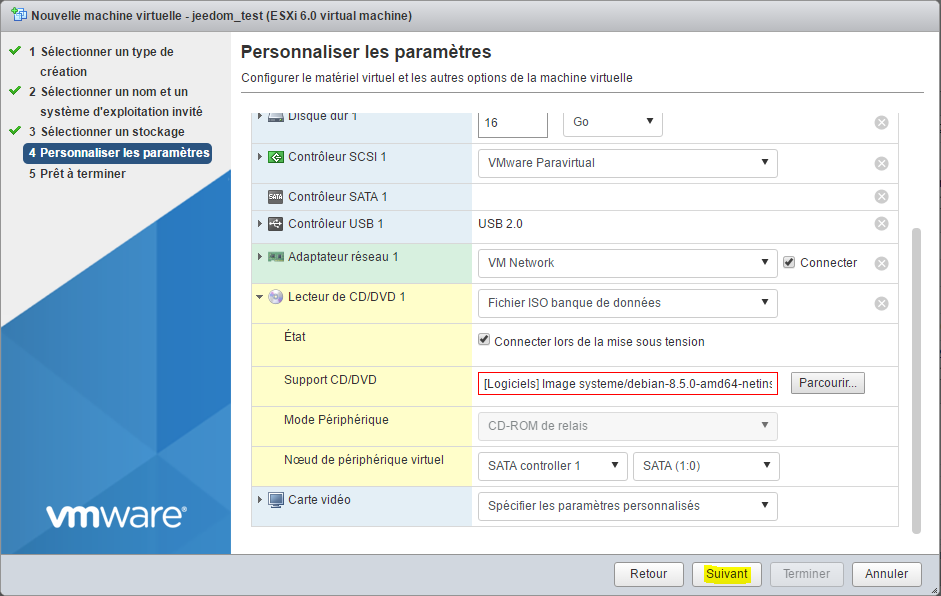 Nouvelle machine virtuelle - jeedom_test (ESXi 6.0 virtual machine)
1 Sélectionner un type de
création
2 Sélectionner un nom et un
système d'exploitation invité
3 Sélectionner un stockage
4 Personnaliser les paramètres
5 Prêt à terminer
vmware®
Personnaliser les paramètres
Configurer le matériel virtuel et les autres options de la machine virtuelle
Disque dur 1 16 Go
Contrôleur SCSI 1 VMware Paravirtual
SATA Contrôleur SATA 1
Contrôleur USB 1 USB 2.0
Adaptateur réseau 1 VM Network Connecter
Lecteur de CD/DVD 1 Fichier ISO banque de données
État Connecter lors de la mise sous tension
Support CD/DVD [Logiciels] Image systeme/debian-8.5.0-amd64-netins Parcourir...
Mode Périphérique CD-ROM de relais
Nœud de périphérique virtuel SATA controller 1 SATA (1:0)
Carte vidéo Spécifier les paramètres personnalisés
Retour Suivant Terminer Annuler